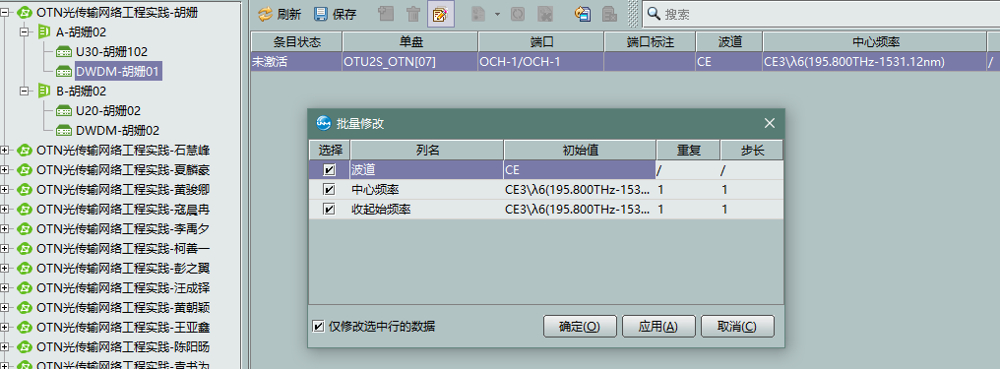 OTN光传输网络工程实践-胡姗
A-胡姗02
U30-胡姗102
DWDM-胡姗01
B-胡姗02
U20-胡姗02
DWDM-胡姗02
OTN光传输网络工程实践-石慧峰
OTN光传输网络工程实践-夏麟豪
OTN光传输网络工程实践-黄骏卿
OTN光传输网络工程实践-寇晨冉
OTN光传输网络工程实践-李禹夕
OTN光传输网络工程实践-柯善一
OTN光传输网络工程实践-彭之翼
OTN光传输网络工程实践-汪成铎
OTN光传输网络工程实践-黄朝颖
OTN光传输网络工程实践-王亚鑫
OTN光传输网络工程实践-陈阳旸
OTN光传输网络工程实践-袁书为
刷新 保存 搜索
条目状态 单盘 端口 端口标注 波道 中心频率
未激活 OTU2S_OTN[07] OCH-1/OCH-1 CE CE3\λ6(195.800THz-1531.12nm) /
批量修改
选择 列名 初始值 重复 步长
波道 CE / /
中心频率 CE3\λ6(195.800THz-153... 1 1
收起始频率 CE3\λ6(195.800THz-153... 1 1
仅修改选中行的数据 确定(O) 应用(A) 取消(C)